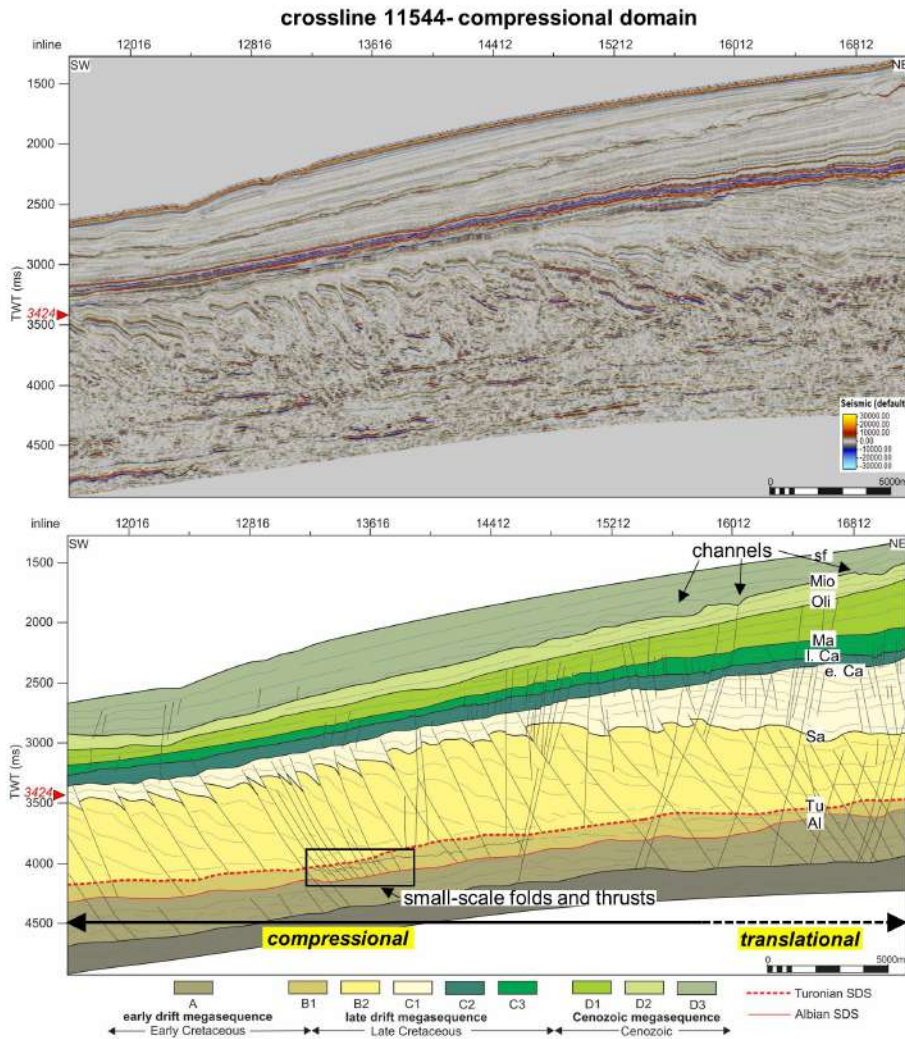 crossline 11544- compressional domain
inline 12016 12816 13616 14412 15212 16012 16812
SW NE
1500
2000
2500
3000
TWT (ms)
3424
3500
4000
4500
Seismic (default
30000.00
20000.00
10000.00
0.00
-10000.00
-20000.00
-30000.00
0 5000m
inline 12016 12816 13616 14412 15212 16012 16812
SW NE
channels
sf
1500
Mio
Oli
2000
Ma
l. Ca
e. Ca
2500
Sa
3000
TWT (ms)
3424
3500
Tu
Al
4000
small-scale folds and thrusts
4500
compressional translational
0 5000m
A B1 B2 C1 C2 C3 D1 D2 D3
Turonian SDS
early drift megasequence late drift megasequence Cenozoic megasequence
Albian SDS
Early Cretaceous Late Cretaceous Cenozoic